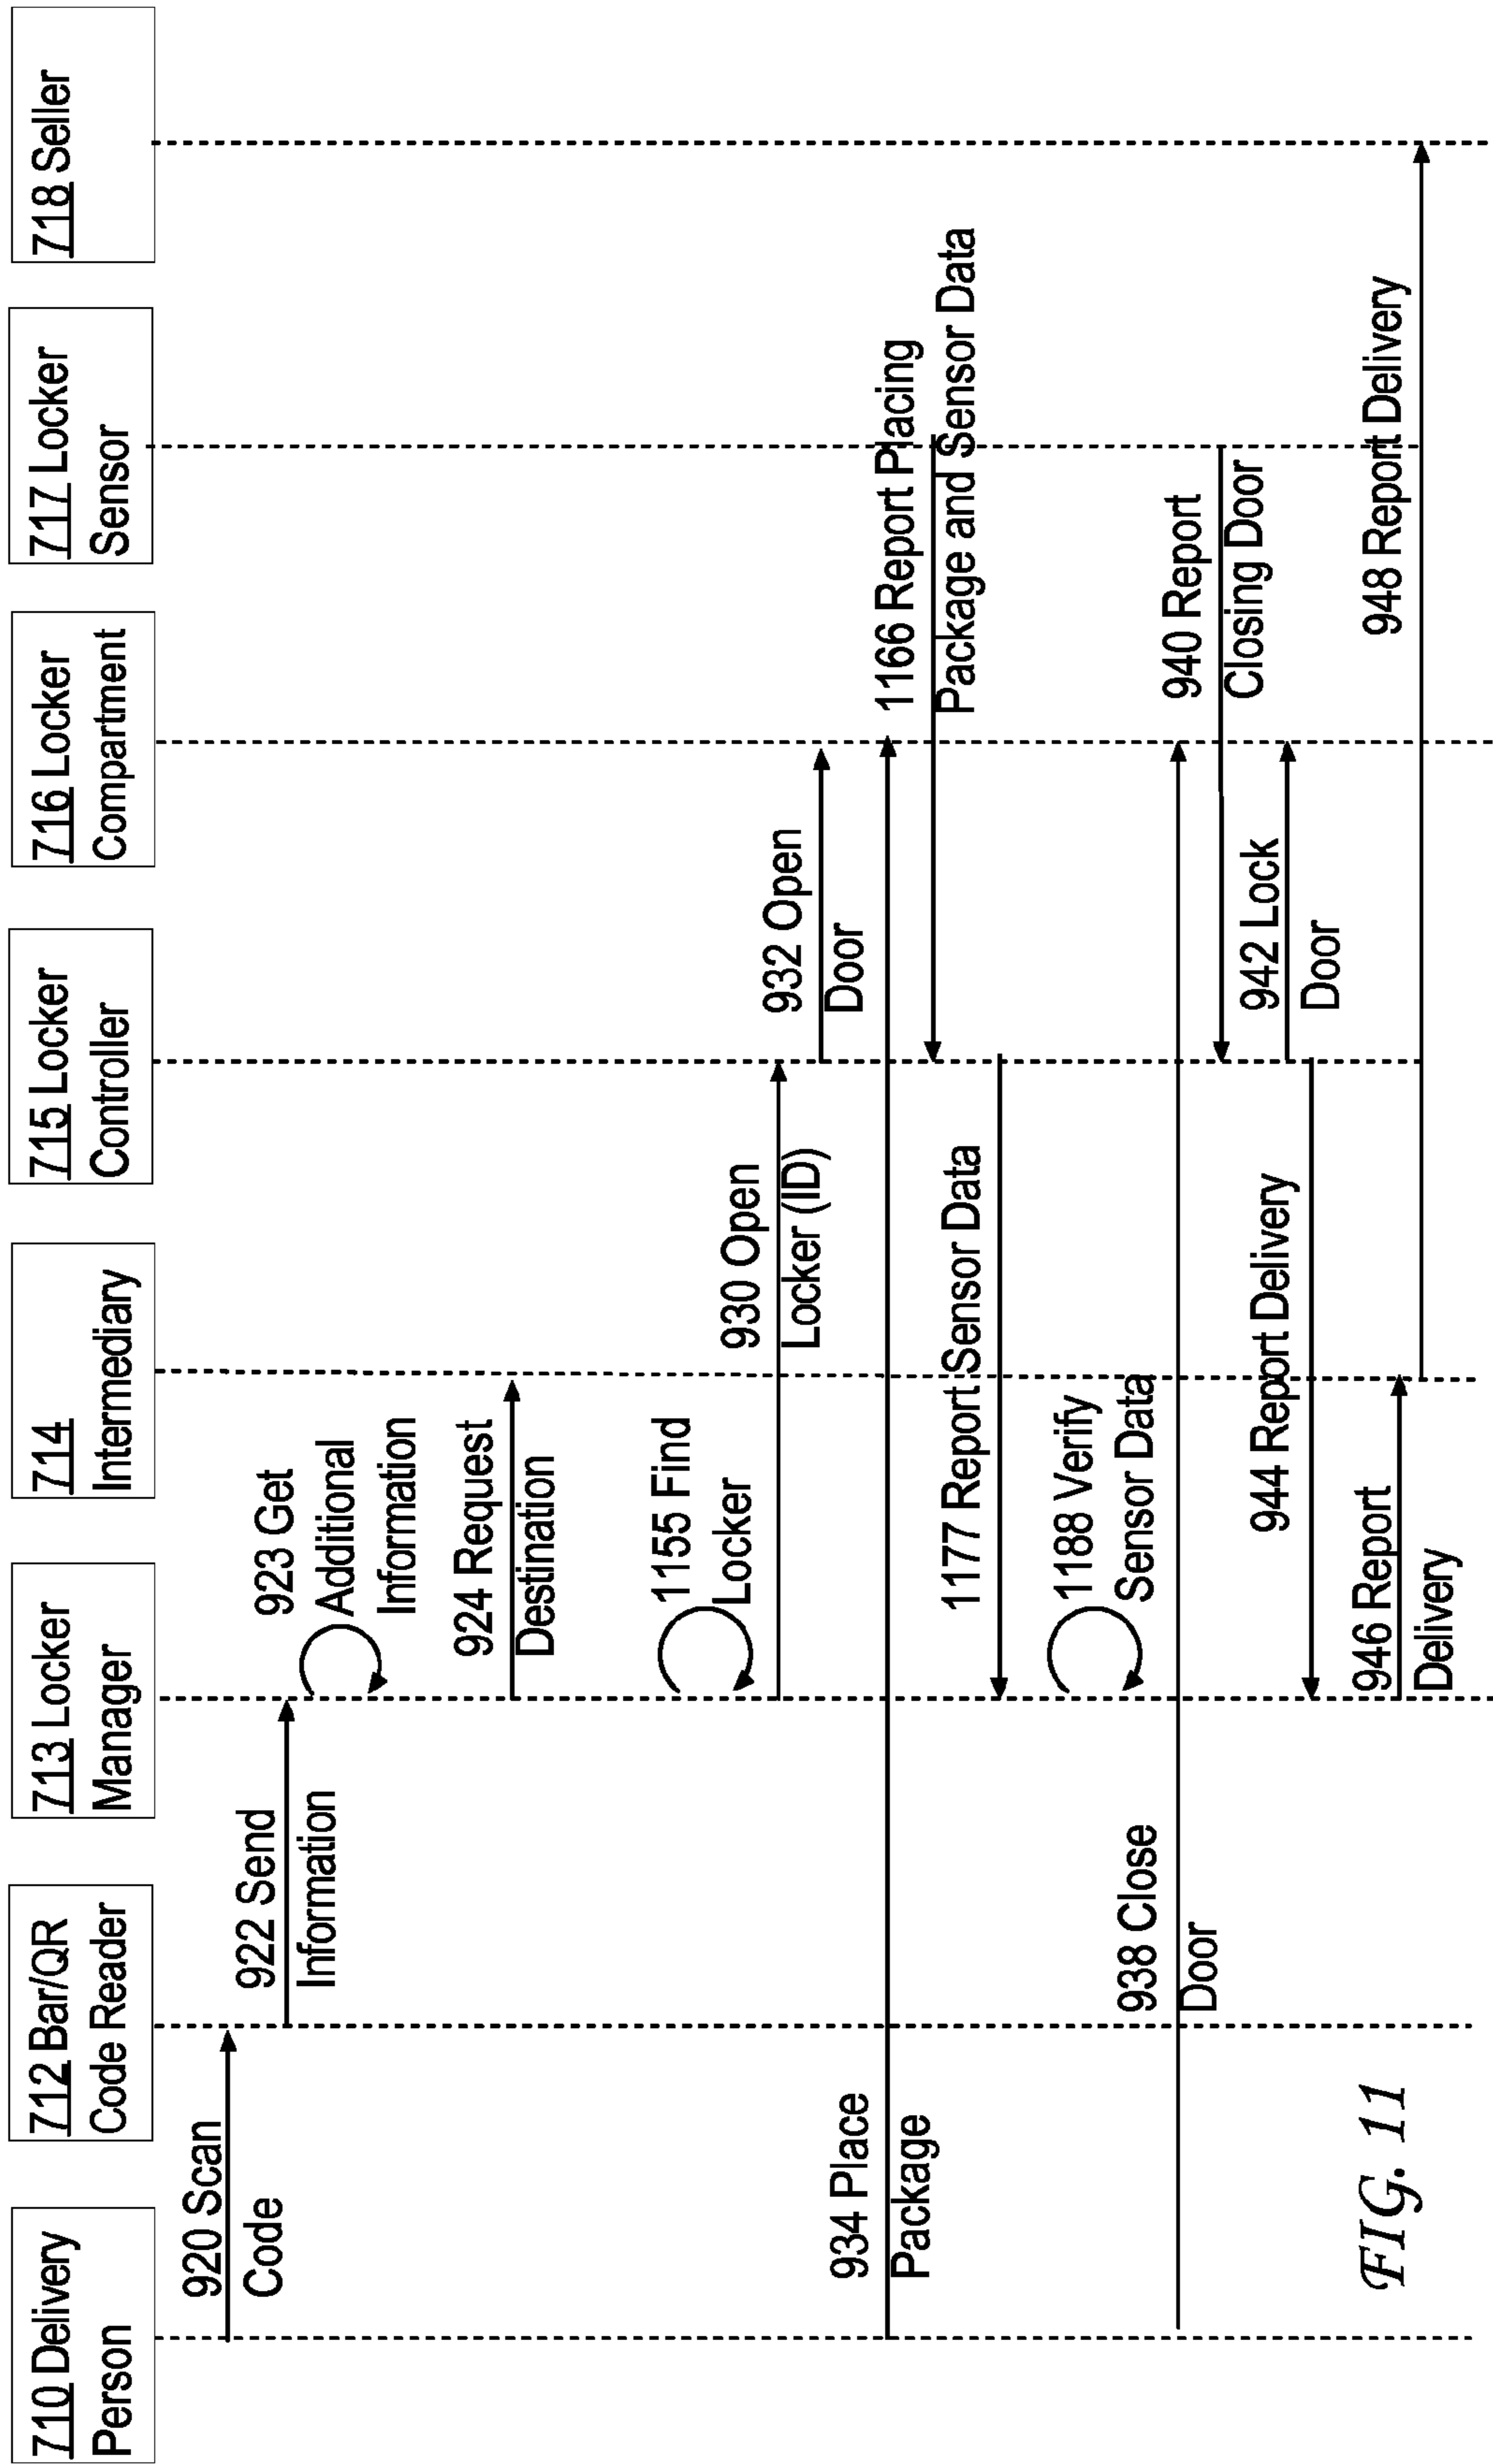 710 Delivery
Person
712 Bar/QR
Code Reader
713 Locker
Manager
714
Intermediary
715 Locker
Controller
716 Locker
Compartment
717 Locker
Sensor
718 Seller
920 Scan
Code
922 Send
Information
923 Get
Additional
Information
924 Request
Destination
1155 Find
Locker
930 Open
Locker (ID)
932 Open
Door
934 Place
Package
1166 Report Placing
Package and Sensor Data
1177 Report Sensor Data
1188 Verify
Sensor Data
938 Close
Door
940 Report
Closing Door
942 Lock
Door
944 Report Delivery
946 Report
Delivery
948 Report Delivery
FIG. 11